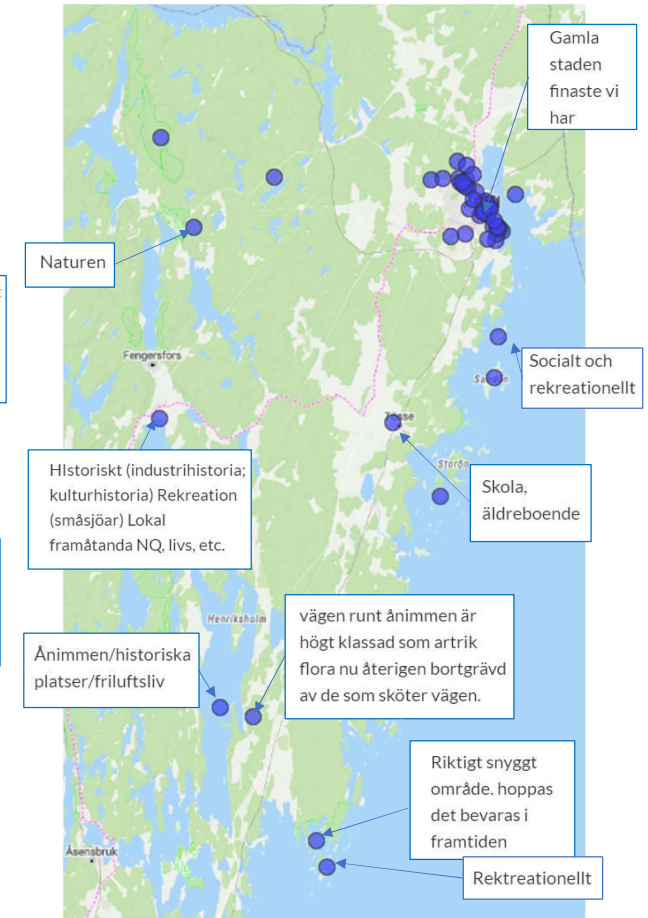 Gamla
staden
finaste vi
har
Naturen
Fengersfors
Socialt och
rekreationellt
HIstoriskt (industrihistoria;
kulturhistoria) Rekreation
(småsjöar) Lokal
framåtanda NQ, livs, etc.
Storön
Skola,
äldreboende
Henriksholm
vägen runt ånimmen är
högt klassad som artrik
flora nu återigen bortgrävd
av de som sköter vägen.
Ånimmen/historiska
platser/friluftsliv
Riktigt snyggt
område. hoppas
det bevaras i
framtiden
Åsensbruk
Rektreationellt